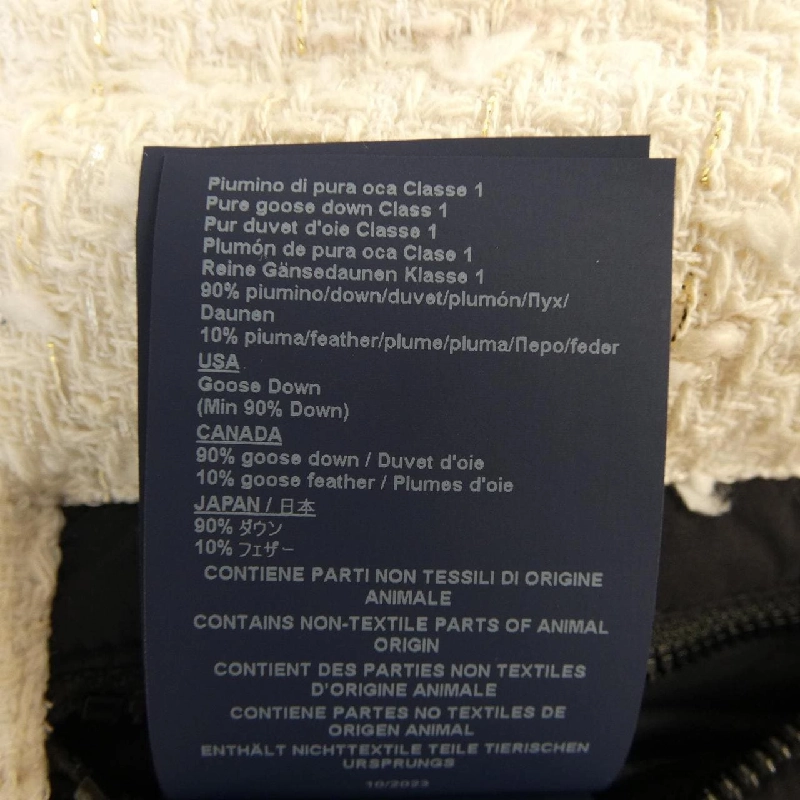 Piumino di pura oca Classe 1
Pure goose down Class 1
Pur duvet d'oie Classe 1
Plumón de pura oca Clase 1
Reine Gänsedaunen Klasse 1
90% piumino/down/duvet/plumón/Пух/
Daunen
10% piuma/feather/plume/pluma/Перо/feder
USA
Goose Down
(Min 90% Down)
CANADA
90% goose down / Duvet d'oie
10% goose feather / Plumes d'oie
JAPAN / 日本
90% ダウン
10% フェザー
CONTIENE PARTI NON TESSILI DI ORIGINE
ANIMALE
CONTAINS NON-TEXTILE PARTS OF ANIMAL
ORIGIN
CONTIENT DES PARTIES NON TEXTILES
D'ORIGINE ANIMALE
CONTIENE PARTES NO TEXTILES DE
ORIGEN ANIMAL
ENTHÄLT NICHTTEXTILE TEILE TIERISCHEN
URSPRUNGS
10/2023